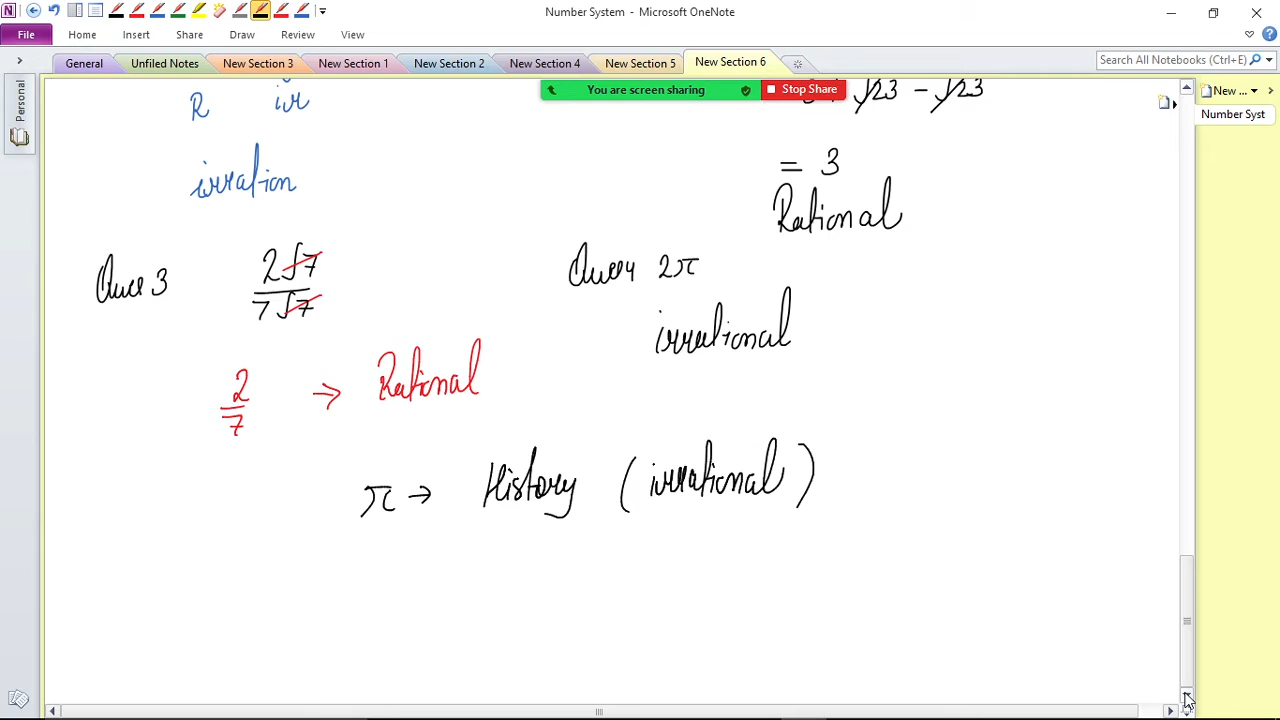 Number System - Microsoft OneNote
File Home Insert Share Draw Review View
General Unfiled Notes New Section 3 New Section 1 New Section 2 New Section 4 New Section 5 New Section 6
Search All Notebooks (Ctrl+E)
You are screen sharing Stop Share
New ...
Number Syst
Personal
R ir
√23 - √23
= 3
irration
Rational
Ques 3 2√7
7√7
Ques 4 2π
irrational
2
7 → Rational
π → History (irrational)